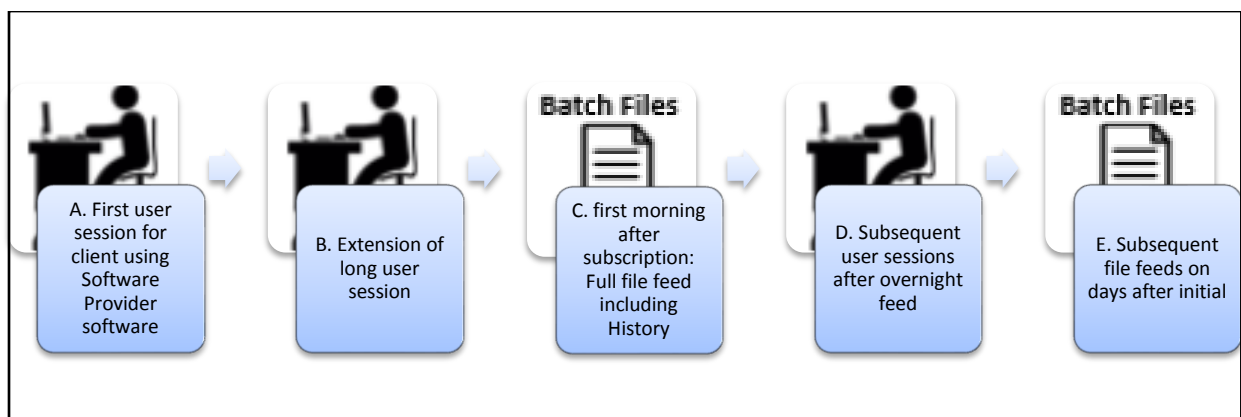 A. First user
session for
client using
Software
Provider
software
B. Extension of
long user
session
Batch Files
C. first morning
after
subscription:
Full file feed
including
History
D. Subsequent
user sessions
after overnight
feed
Batch Files
E. Subsequent
file feeds on
days after initial